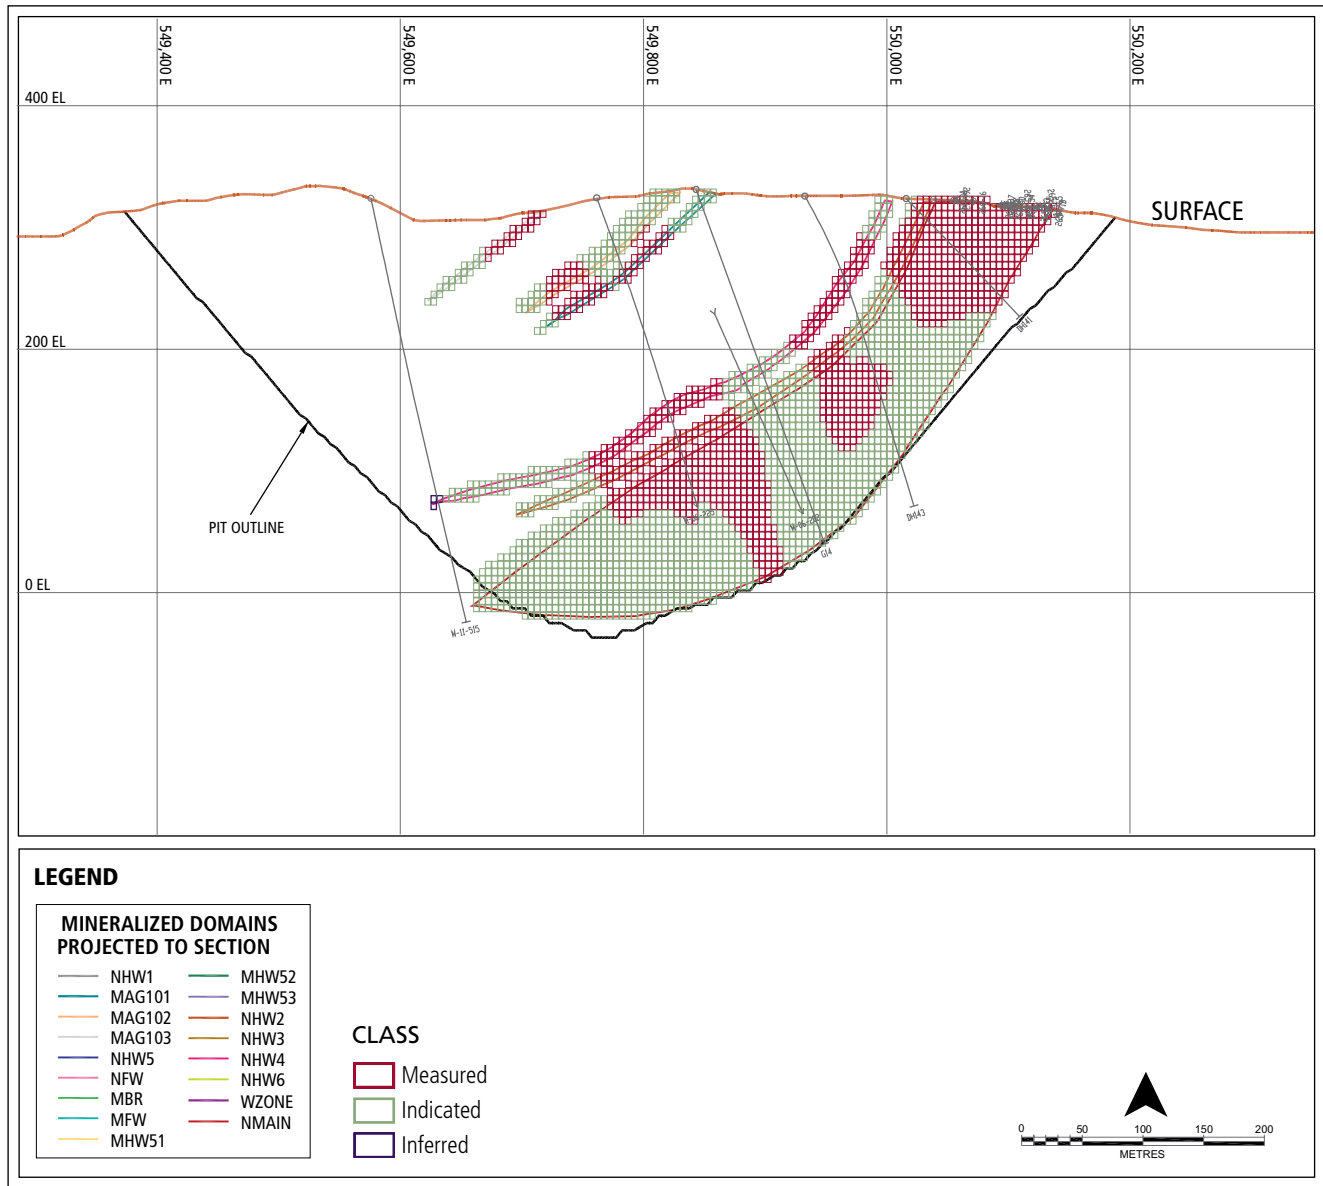 549,400 E
549,600 E
549,800 E
550,000 E
550,200 E
400 EL
SURFACE
200 EL
DH141
PIT OUTLINE
DH143
G14
0 EL
M-11-515
LEGEND
MINERALIZED DOMAINS
PROJECTED TO SECTION
NHW1
MAG101
MAG102
MAG103
NHW5
NFW
MBR
MFW
MHW51
MHW52
MHW53
NHW2
NHW3
NHW4
NHW6
WZONE
NMAIN
CLASS
Measured
Indicated
Inferred
0 50 100 150 200
METRES